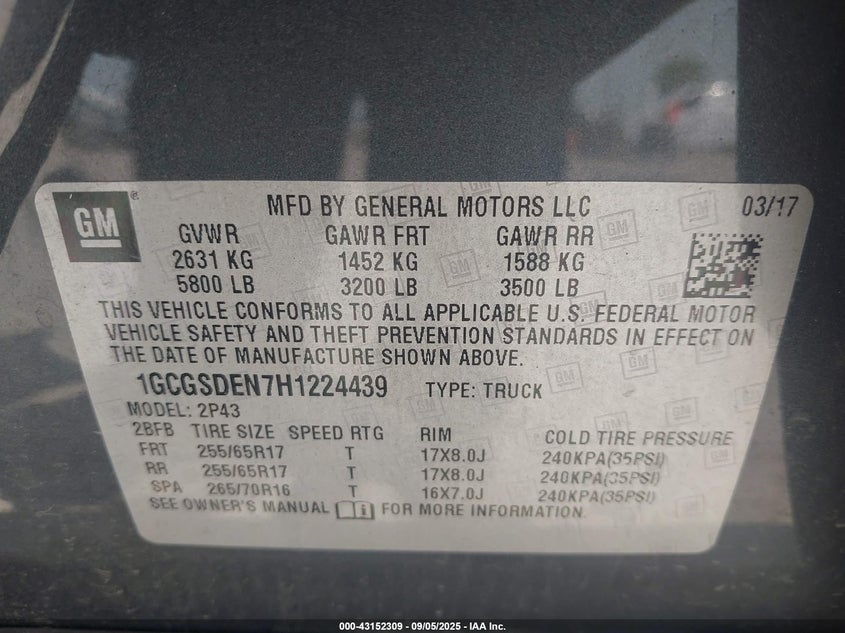 GM MFD BY GENERAL MOTORS LLC 03/17
GVWR GAWR FRT GAWR RR
2631 KG 1452 KG 1588 KG
5800 LB 3200 LB 3500 LB
THIS VEHICLE CONFORMS TO ALL APPLICABLE U.S. FEDERAL MOTOR
VEHICLE SAFETY AND THEFT PREVENTION STANDARDS IN EFFECT ON
THE DATE OF MANUFACTURE SHOWN ABOVE.
1GCGSDEN7H1224439 TYPE: TRUCK
MODEL: 2P43
2BFB TIRE SIZE SPEED RTG RIM COLD TIRE PRESSURE
FRT 255/65R17 T 17X8.0J 240KPA(35PSI)
RR 255/65R17 T 17X8.0J 240KPA(35PSI)
SPA 265/70R16 T 16X7.0J 240KPA(35PSI)
SEE OWNER'S MANUAL FOR MORE INFORMATION.
000-43152309 - 09/05/2025 - IAA Inc.